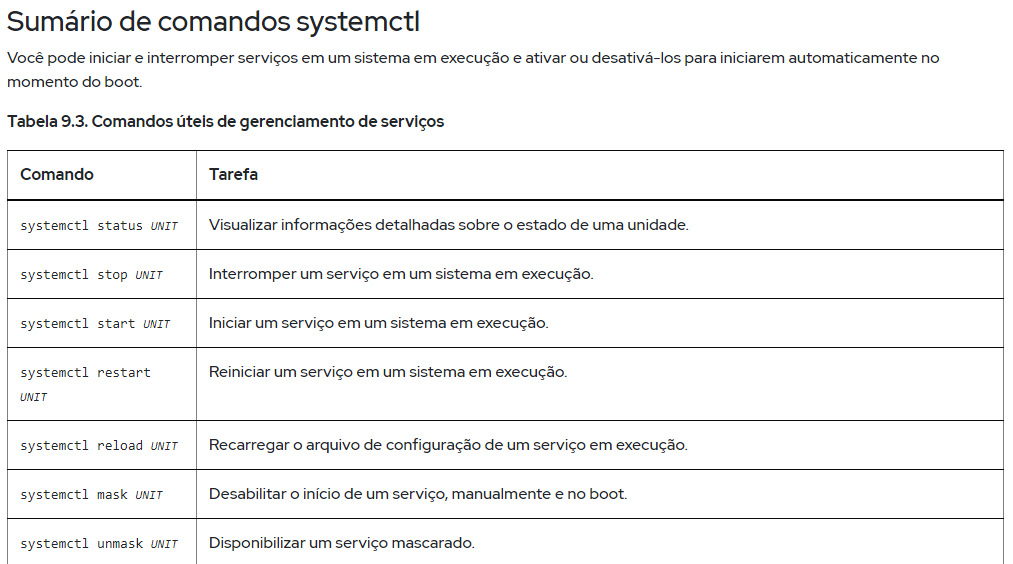 Sumário de comandos systemctl
Você pode iniciar e interromper serviços em um sistema em execução e ativar ou desativá-los para iniciarem automaticamente no
momento do boot.
Tabela 9.3. Comandos úteis de gerenciamento de serviços
Comando Tarefa
systemctl status UNIT Visualizar informações detalhadas sobre o estado de uma unidade.
systemctl stop UNIT Interromper um serviço em um sistema em execução.
systemctl start UNIT Iniciar um serviço em um sistema em execução.
systemctl restart Reiniciar um serviço em um sistema em execução.
UNIT
systemctl reload UNIT Recarregar o arquivo de configuração de um serviço em execução.
systemctl mask UNIT Desabilitar o início de um serviço, manualmente e no boot.
systemctl unmask UNIT Disponibilizar um serviço mascarado.